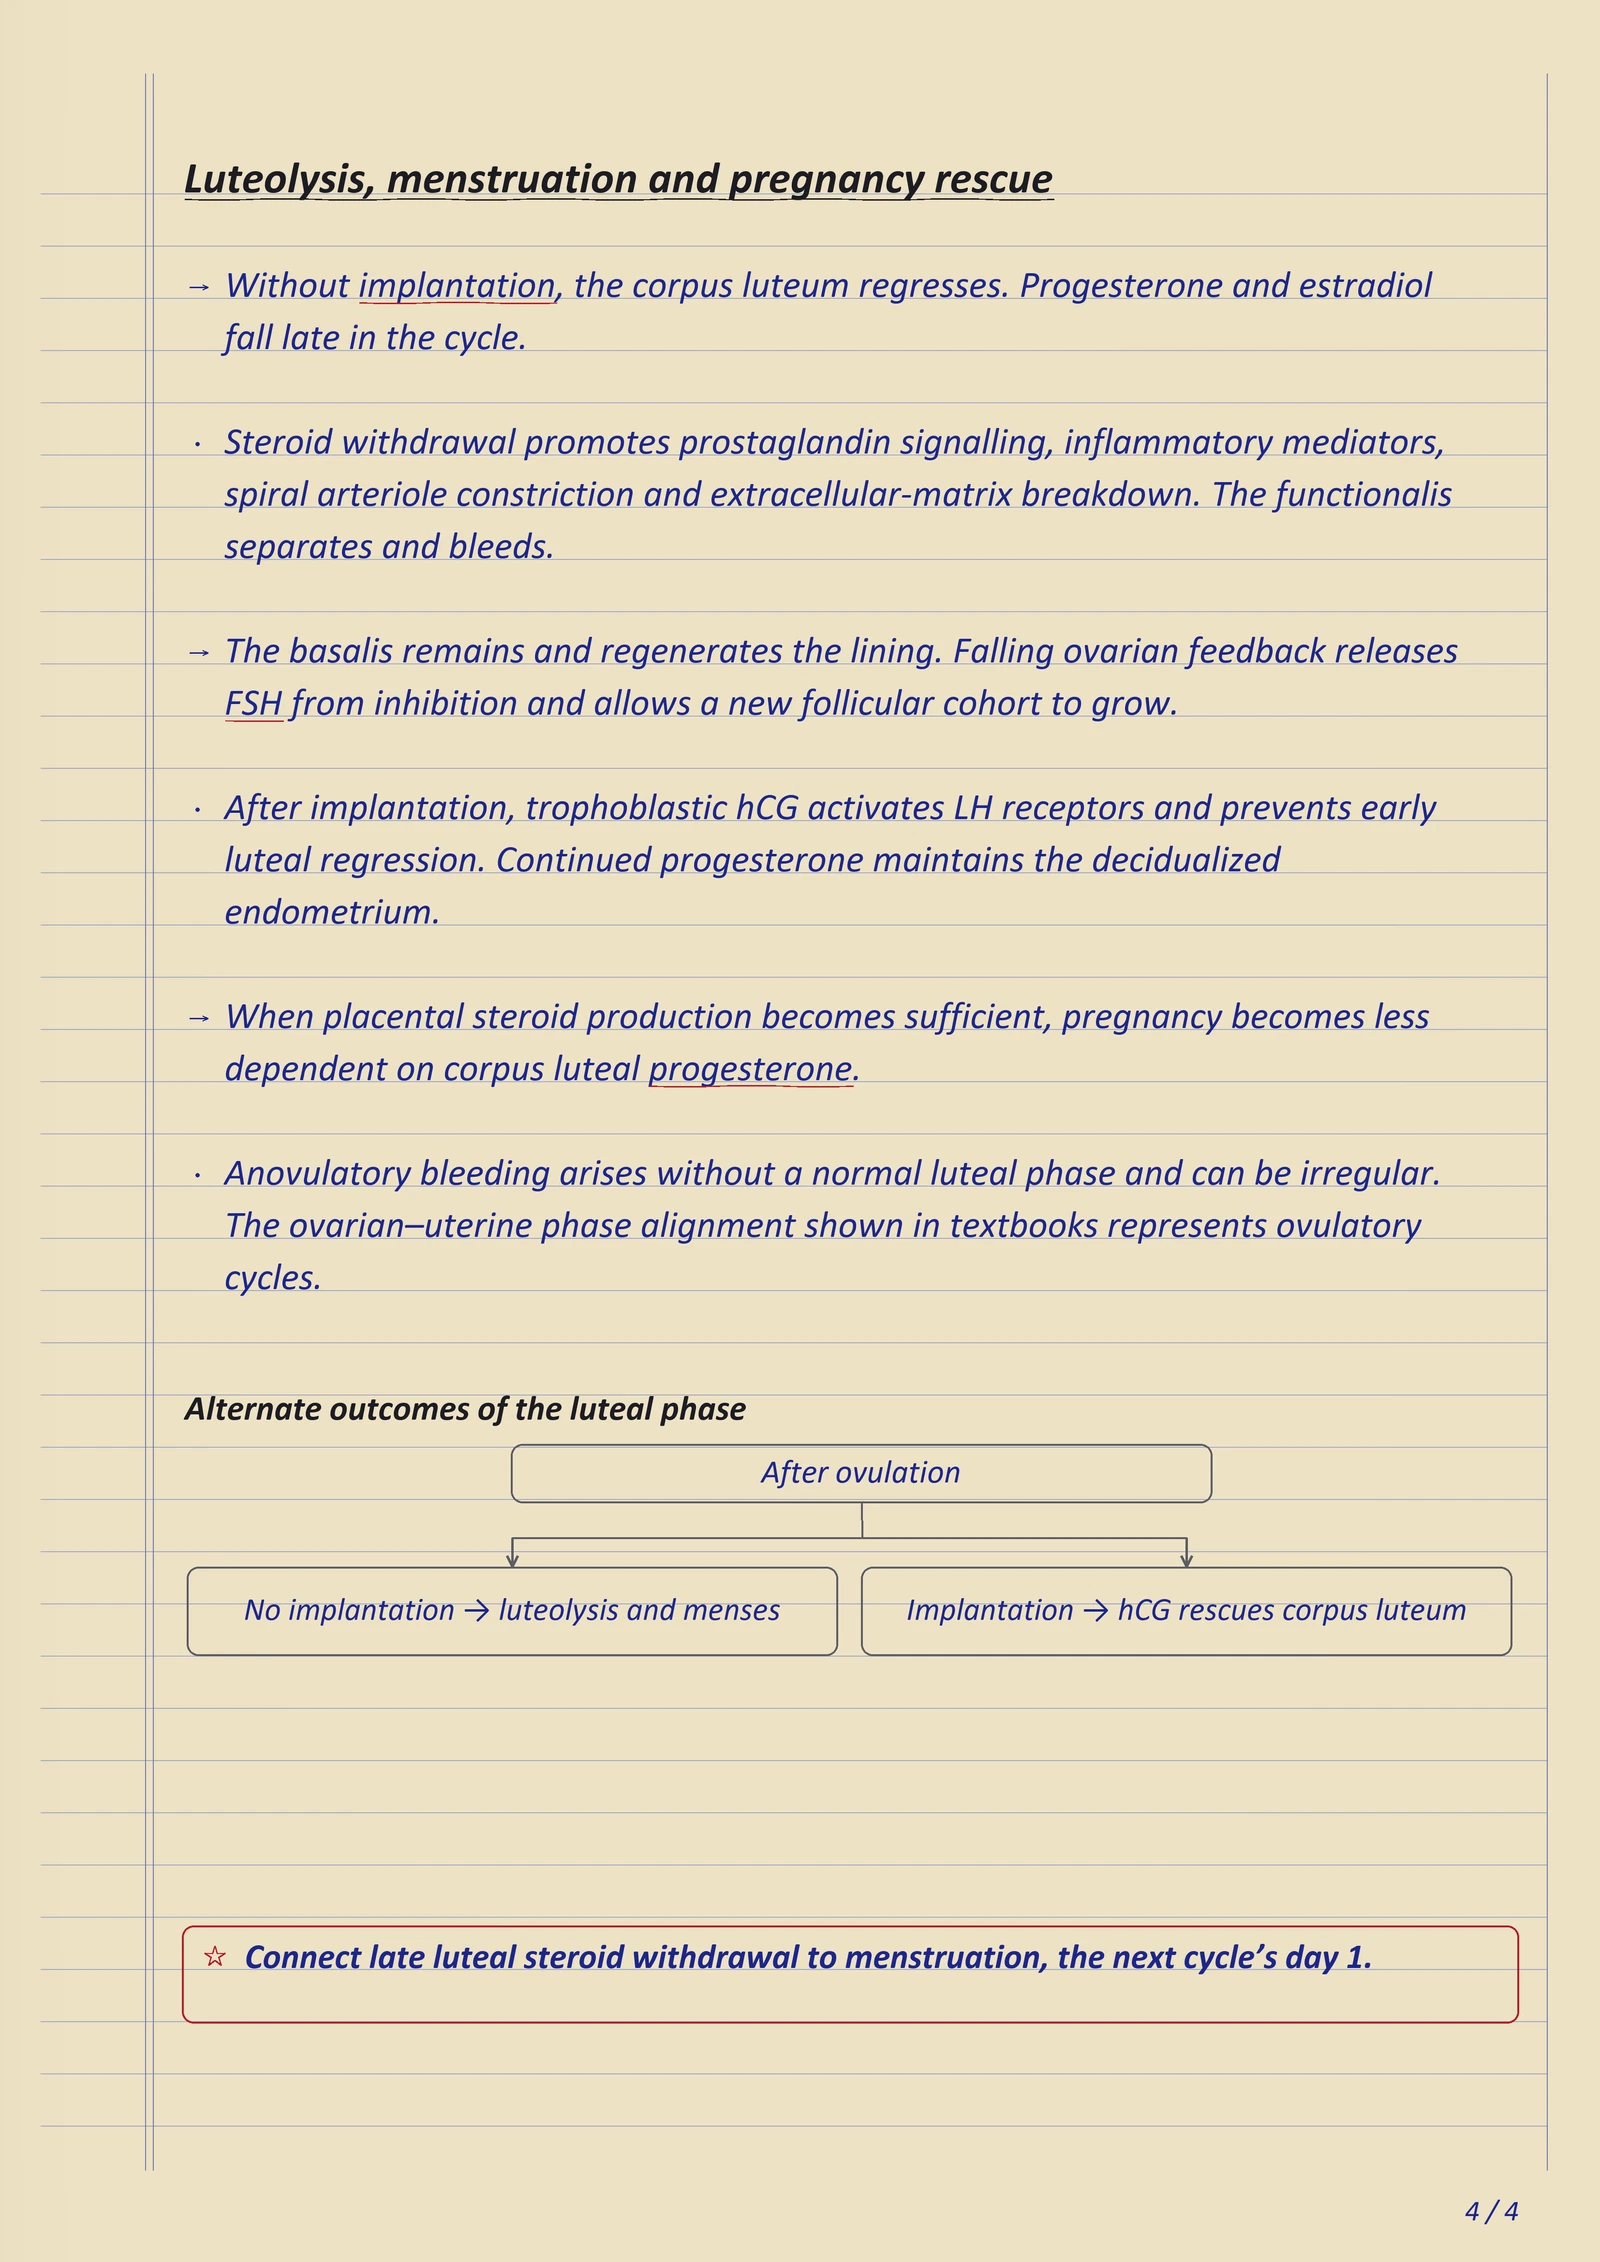 Luteolysis, menstruation and pregnancy rescue
→ Without implantation, the corpus luteum regresses. Progesterone and estradiol
fall late in the cycle.
· Steroid withdrawal promotes prostaglandin signalling, inflammatory mediators,
spiral arteriole constriction and extracellular-matrix breakdown. The functionalis
separates and bleeds.
→ The basalis remains and regenerates the lining. Falling ovarian feedback releases
FSH from inhibition and allows a new follicular cohort to grow.
· After implantation, trophoblastic hCG activates LH receptors and prevents early
luteal regression. Continued progesterone maintains the decidualized
endometrium.
→ When placental steroid production becomes sufficient, pregnancy becomes less
dependent on corpus luteal progesterone.
· Anovulatory bleeding arises without a normal luteal phase and can be irregular.
The ovarian–uterine phase alignment shown in textbooks represents ovulatory
cycles.
Alternate outcomes of the luteal phase
After ovulation
No implantation → luteolysis and menses
Implantation → hCG rescues corpus luteum
☆ Connect late luteal steroid withdrawal to menstruation, the next cycle’s day 1.
4 / 4